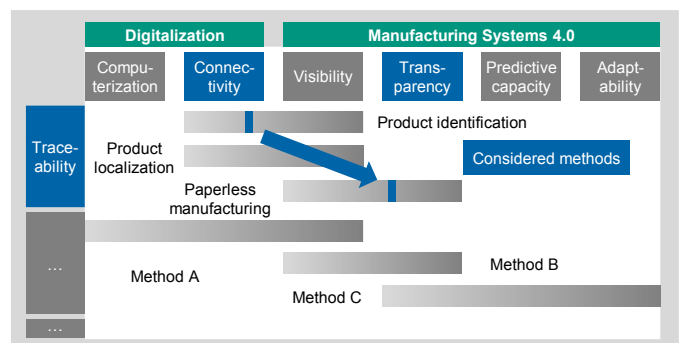 Digitalization
Manufacturing Systems 4.0
Compu-
terization
Connec-
tivity
Visibility
Trans-
parency
Predictive
capacity
Adapt-
ability
Trace-
ability
Product identification
Product
localization
Considered methods
Paperless
manufacturing
…
Method A
Method B
Method C
…